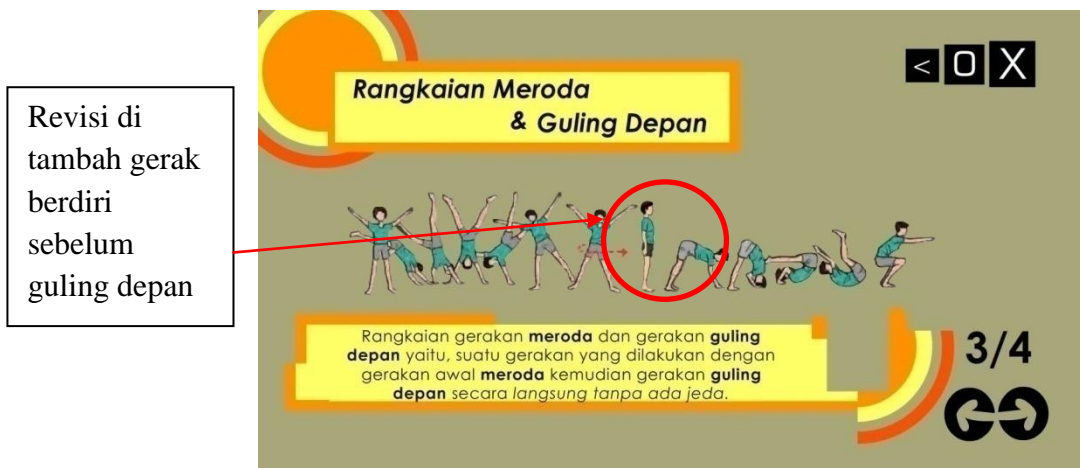 Revisi di
tambah gerak
berdiri
sebelum
guling depan
Rangkaian Meroda
& Guling Depan
< O X
Rangkaian gerakan meroda dan gerakan guling
depan yaitu, suatu gerakan yang dilakukan dengan
gerakan awal meroda kemudian gerakan guling
depan secara langsung tanpa ada jeda.
3/4